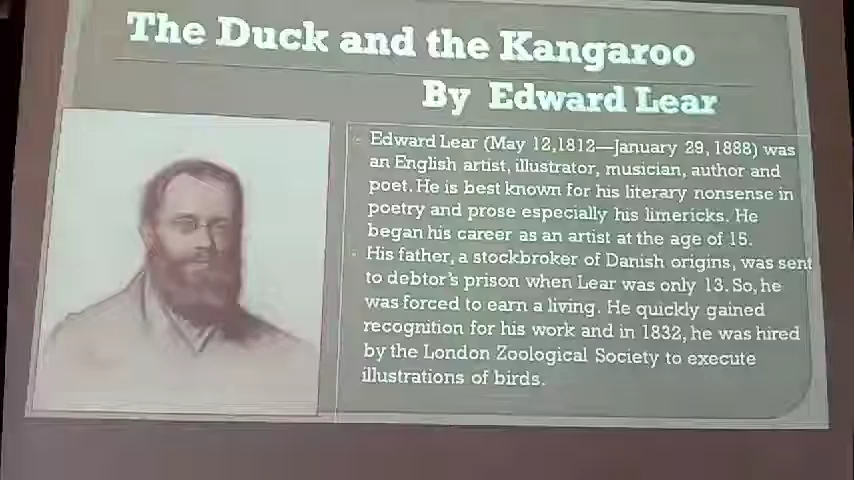 The Duck and the Kangaroo
By Edward Lear
Edward Lear (May 12,1812—January 29, 1888) was
an English artist, illustrator, musician, author and
poet. He is best known for his literary nonsense in
poetry and prose especially his limericks. He
began his career as an artist at the age of 15.
His father, a stockbroker of Danish origins, was sent
to debtor's prison when Lear was only 13. So, he
was forced to earn a living. He quickly gained
recognition for his work and in 1832, he was hired
by the London Zoological Society to execute
illustrations of birds.